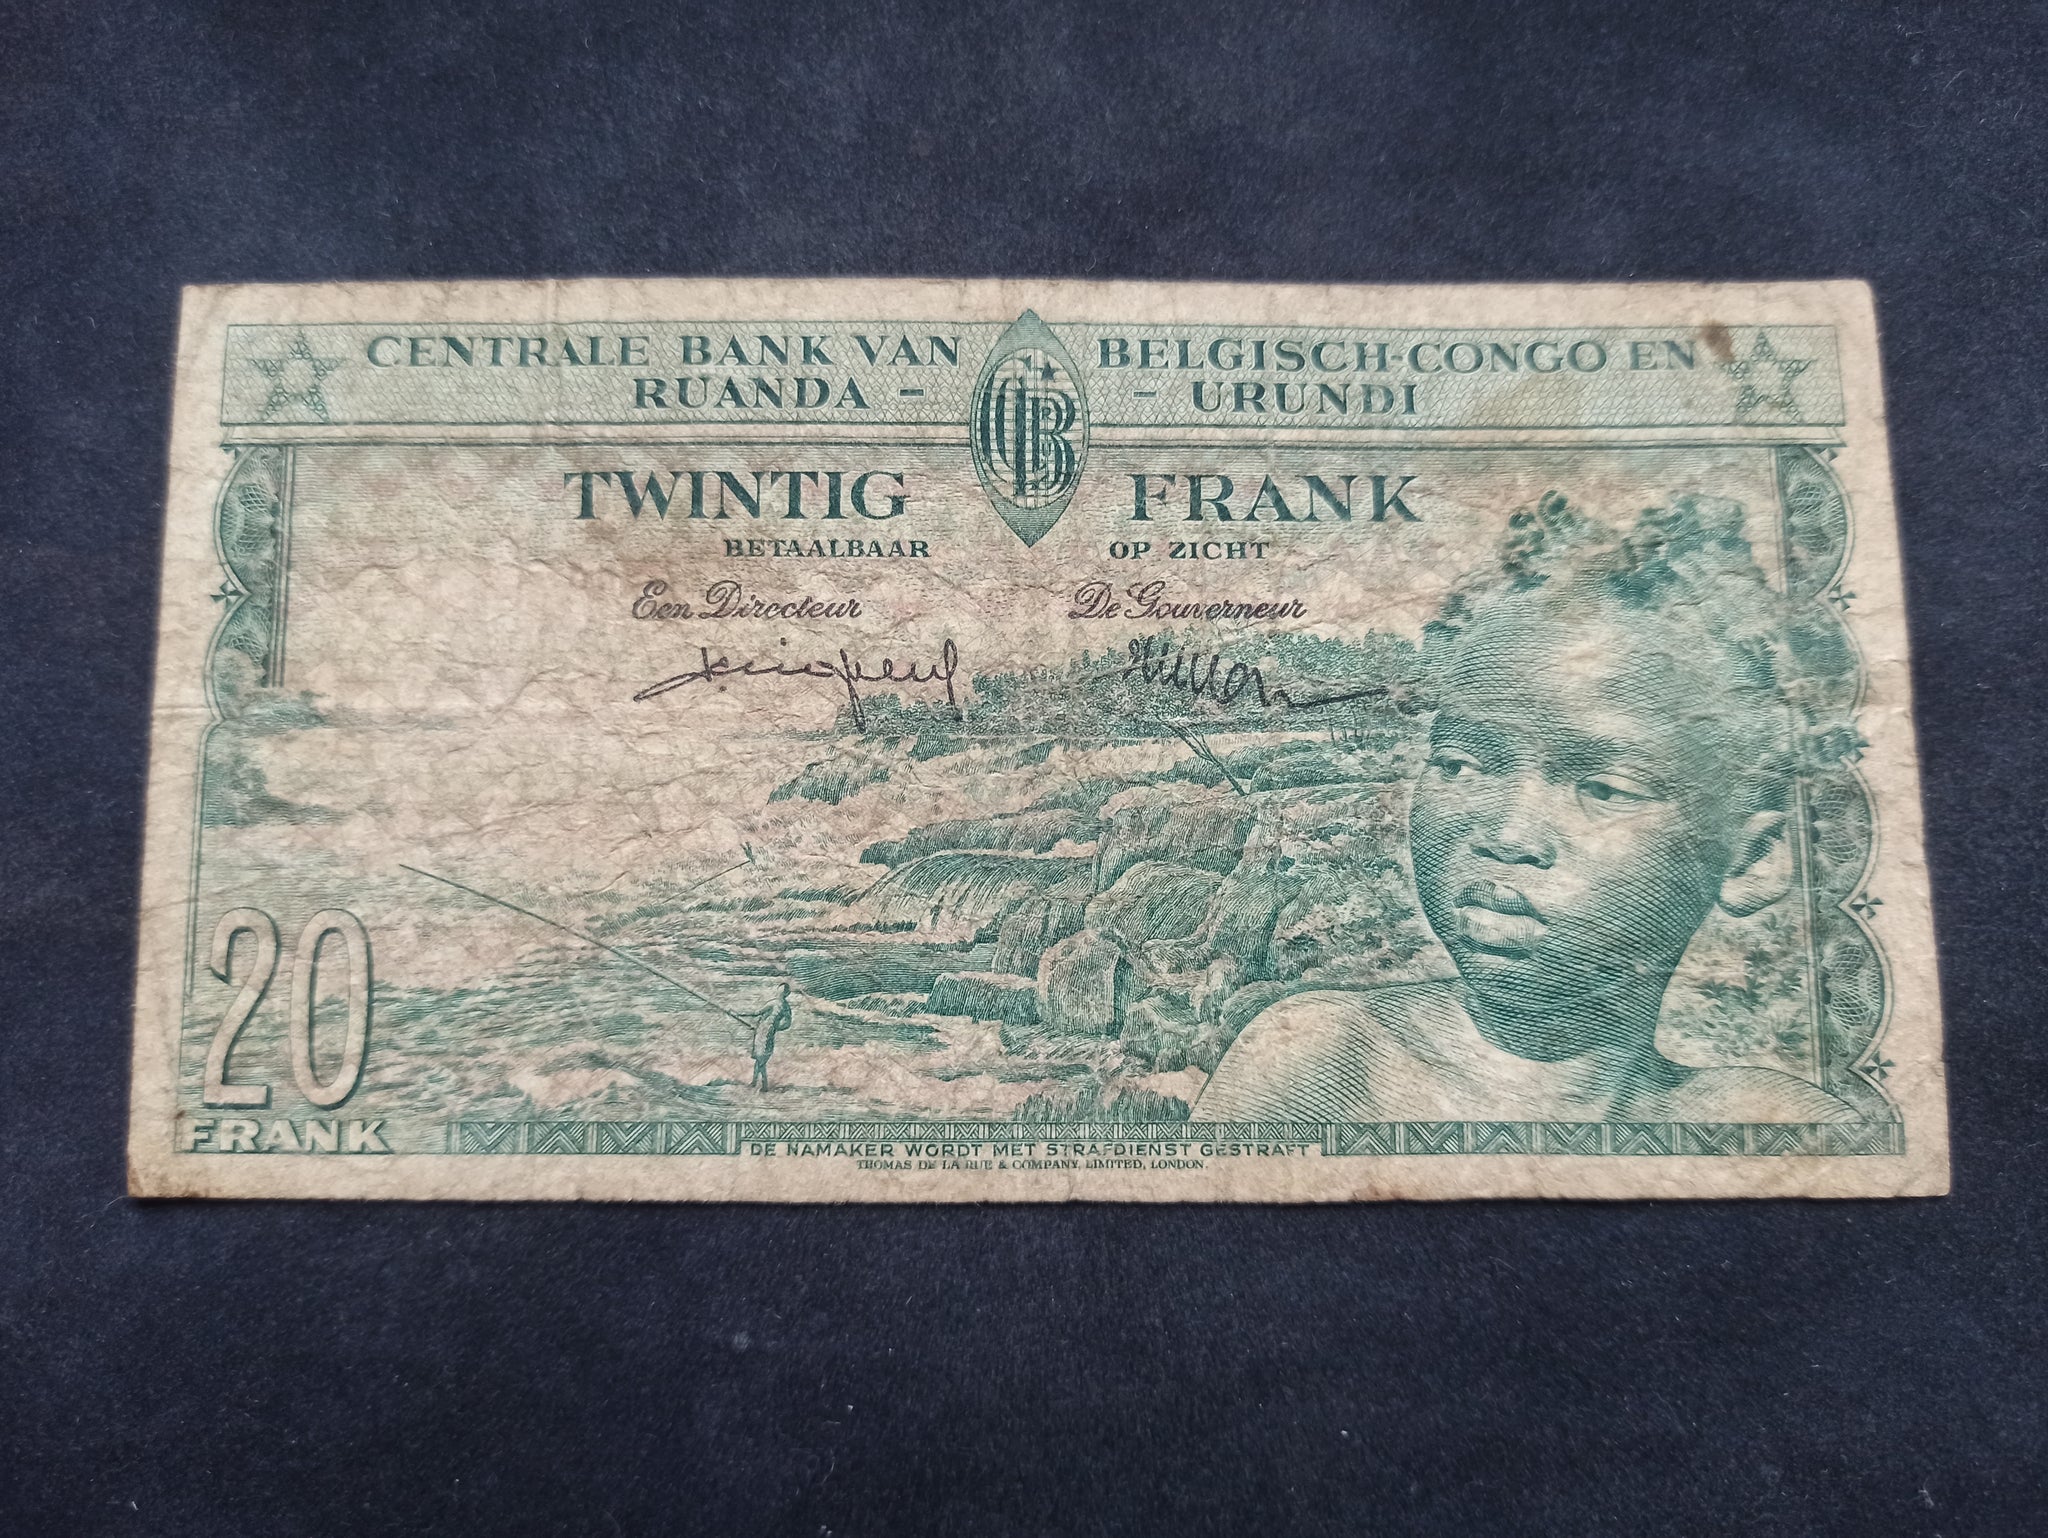 CENTRALE BANK VAN BELGISCH-CONGO EN
RUANDA - - URUNDI
TWINTIG FRANK
BETAALBAAR OP ZICHT
Een Directeur De Gouverneur
20
FRANK
DE NAMAKER WORDT MET STRAFDIENST GESTRAFT
THOMAS DE LA RUE & COMPANY, LIMITED, LONDON.